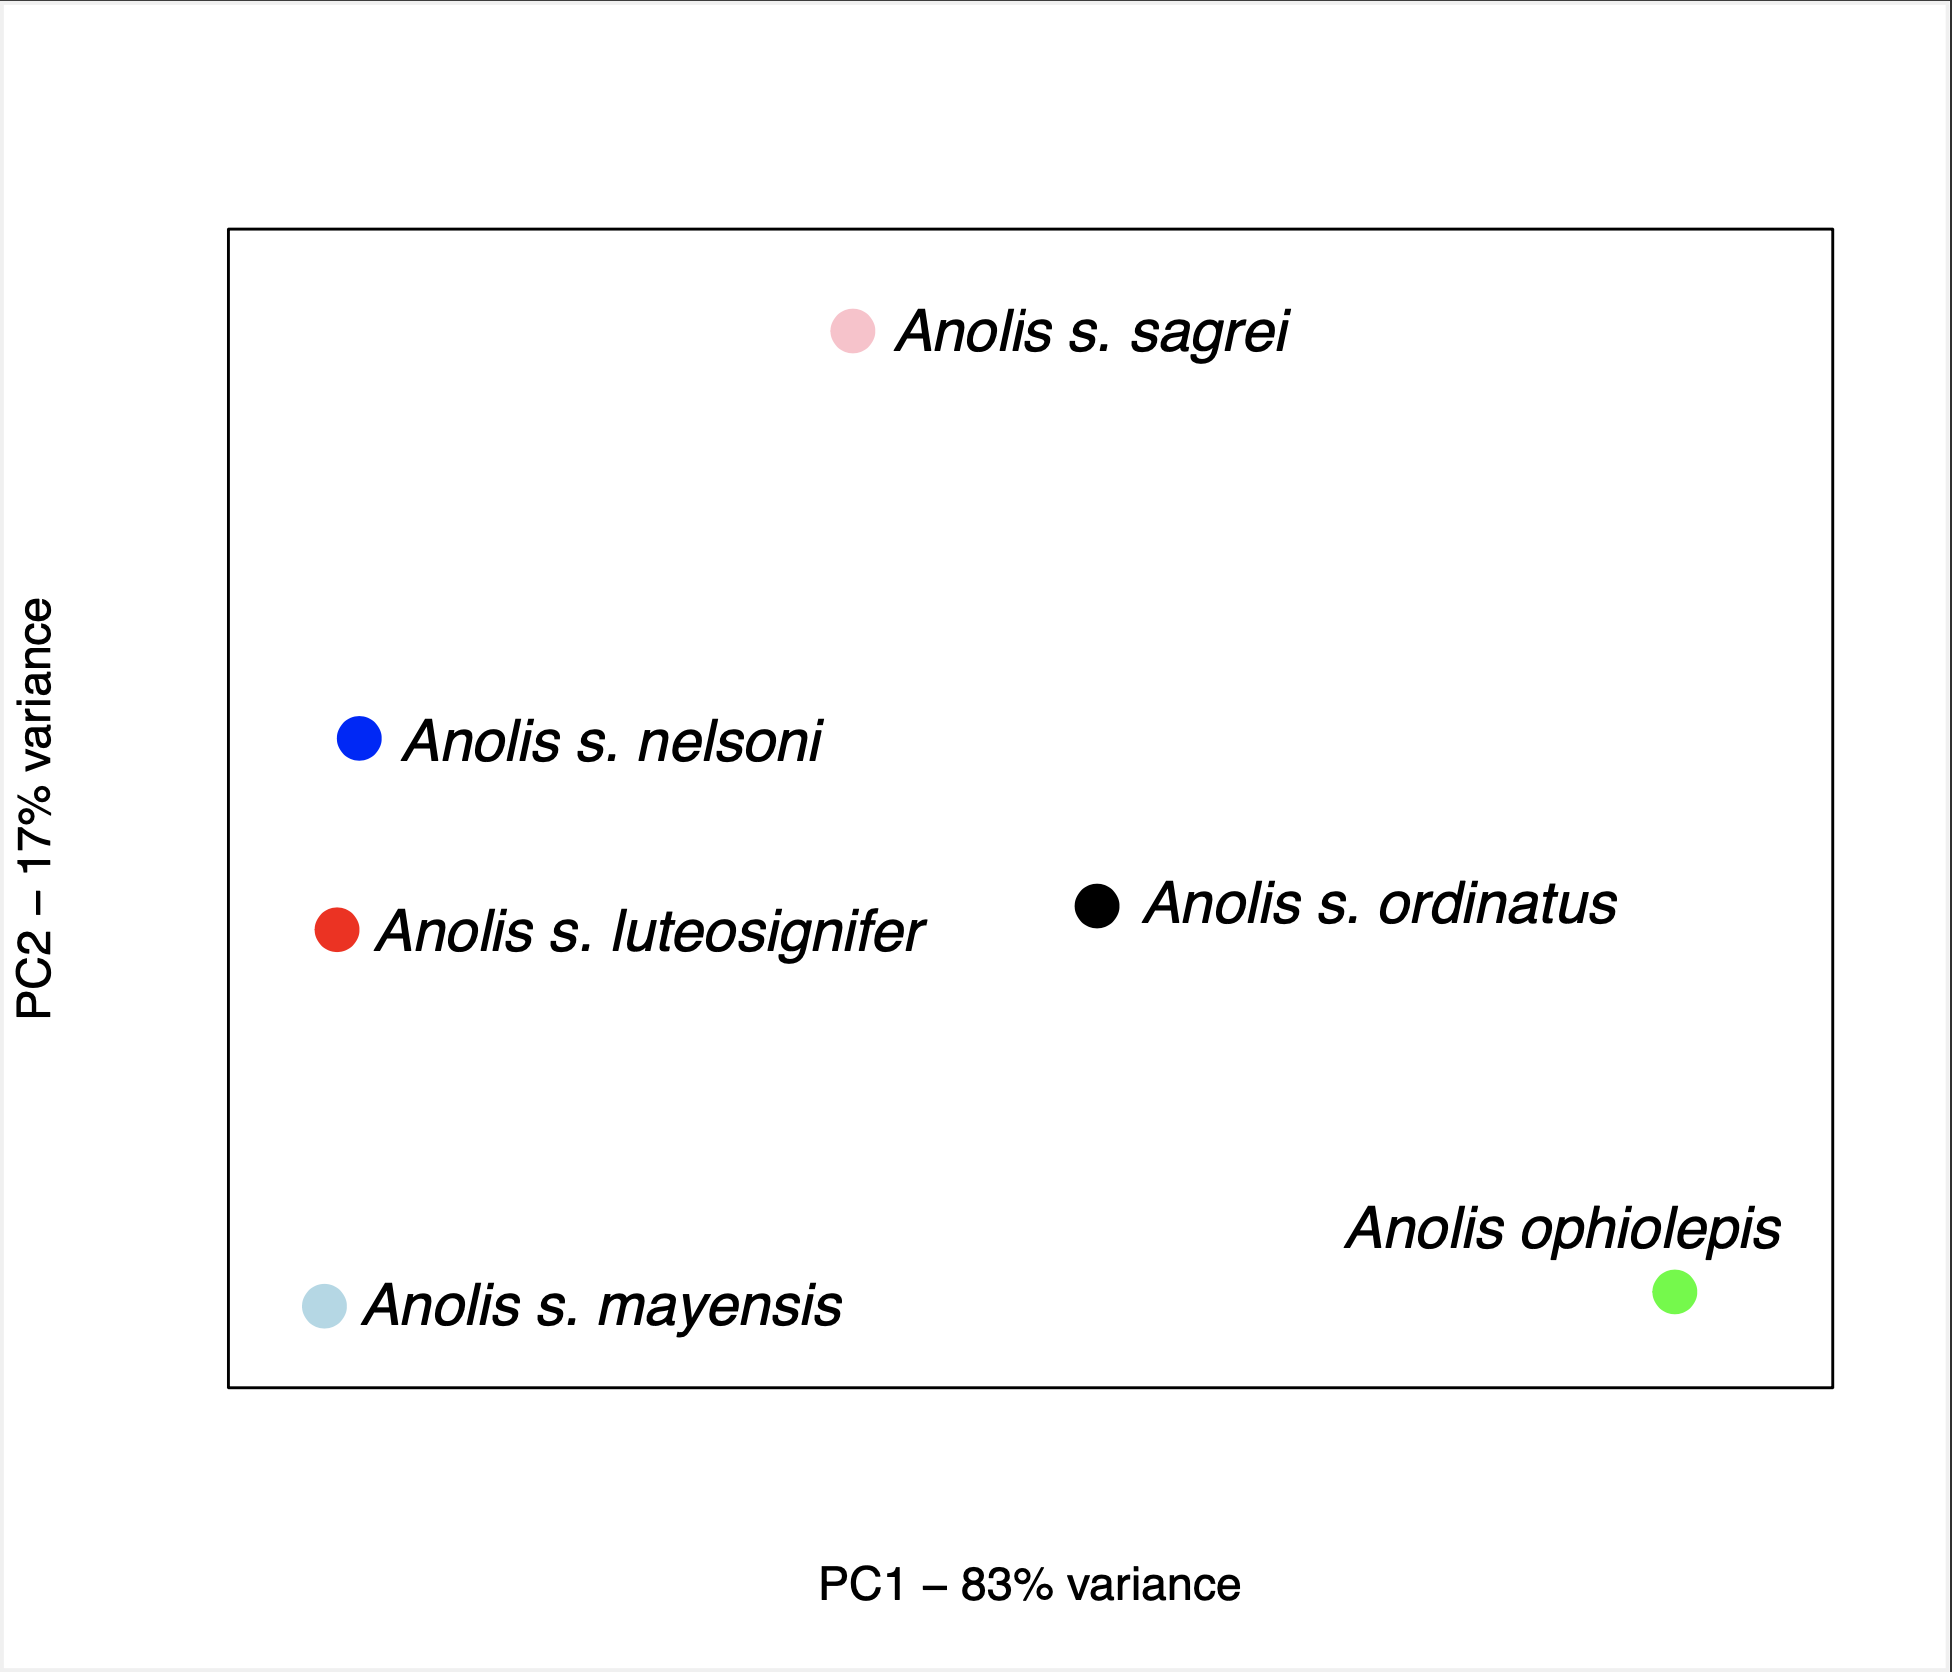 Anolis s. sagrei
Anolis s. nelsoni
Anolis s. ordinatus
Anolis s. luteosignifer
Anolis ophiolepis
Anolis s. mayensis
PC2 – 17% variance
PC1 – 83% variance